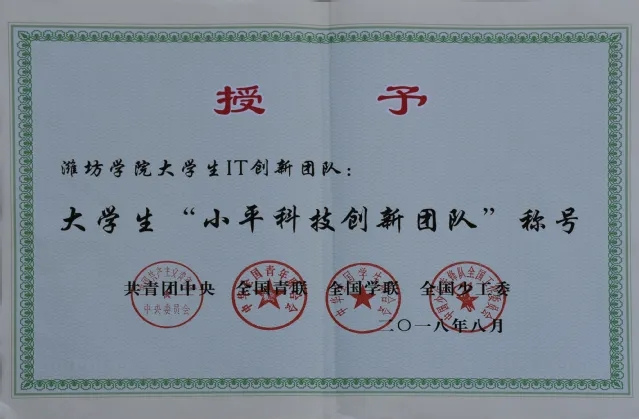 授 予
潍坊学院大学生IT创新团队：
大学生“小平科技创新团队”称号
共青团中央 全国青联 全国学联 全国少工委
二〇一八年八月